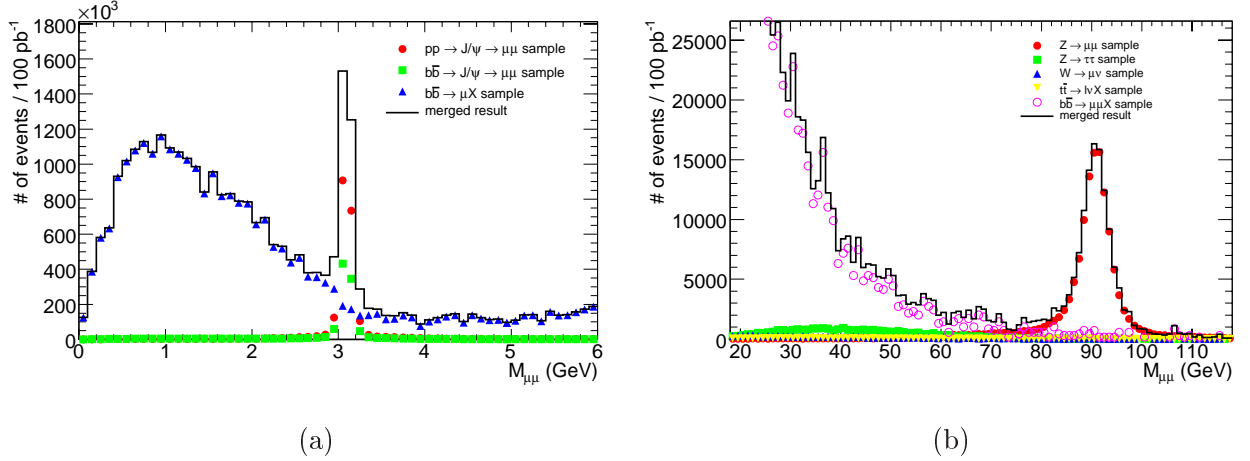 ×10³
# of events / 100 pb⁻¹
1800
1600
1400
1200
1000
800
600
400
200
0
pp → J/ψ → μμ sample
bb̄ → J/ψ → μμ sample
bb̄ → μX sample
merged result
0 1 2 3 4 5 6
M_μμ (GeV)
(a)
# of events / 100 pb⁻¹
25000
20000
15000
10000
5000
0
Z → μμ sample
Z → ττ sample
W → μν sample
tt̄ → lνX sample
bb̄ → μμX sample
merged result
20 30 40 50 60 70 80 90 100 110
M_μμ (GeV)
(b)